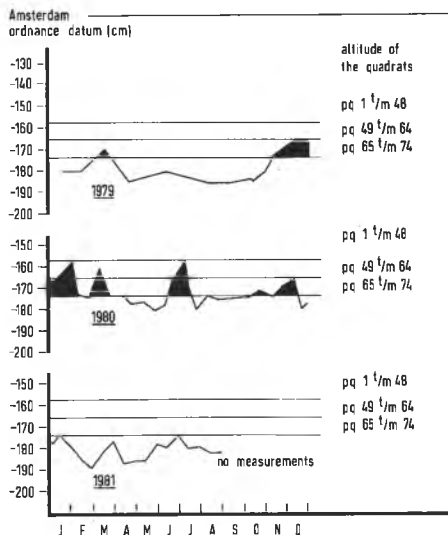 Amsterdam
ordnance datum (cm)
altitude of
the quadrats
-130
-140
-150
-160
-170
-180
-190
-200
pq 1 t/m 48
pq 49 t/m 64
pq 65 t/m 74
1979
-150
-160
-170
-180
-190
-200
pq 1 t/m 48
pq 49 t/m 64
pq 65 t/m 74
1980
-150
-160
-170
-180
-190
-200
-210
pq 1 t/m 48
pq 49 t/m 64
pq 65 t/m 74
no measurements
1981
J F M A M J J A S O N D